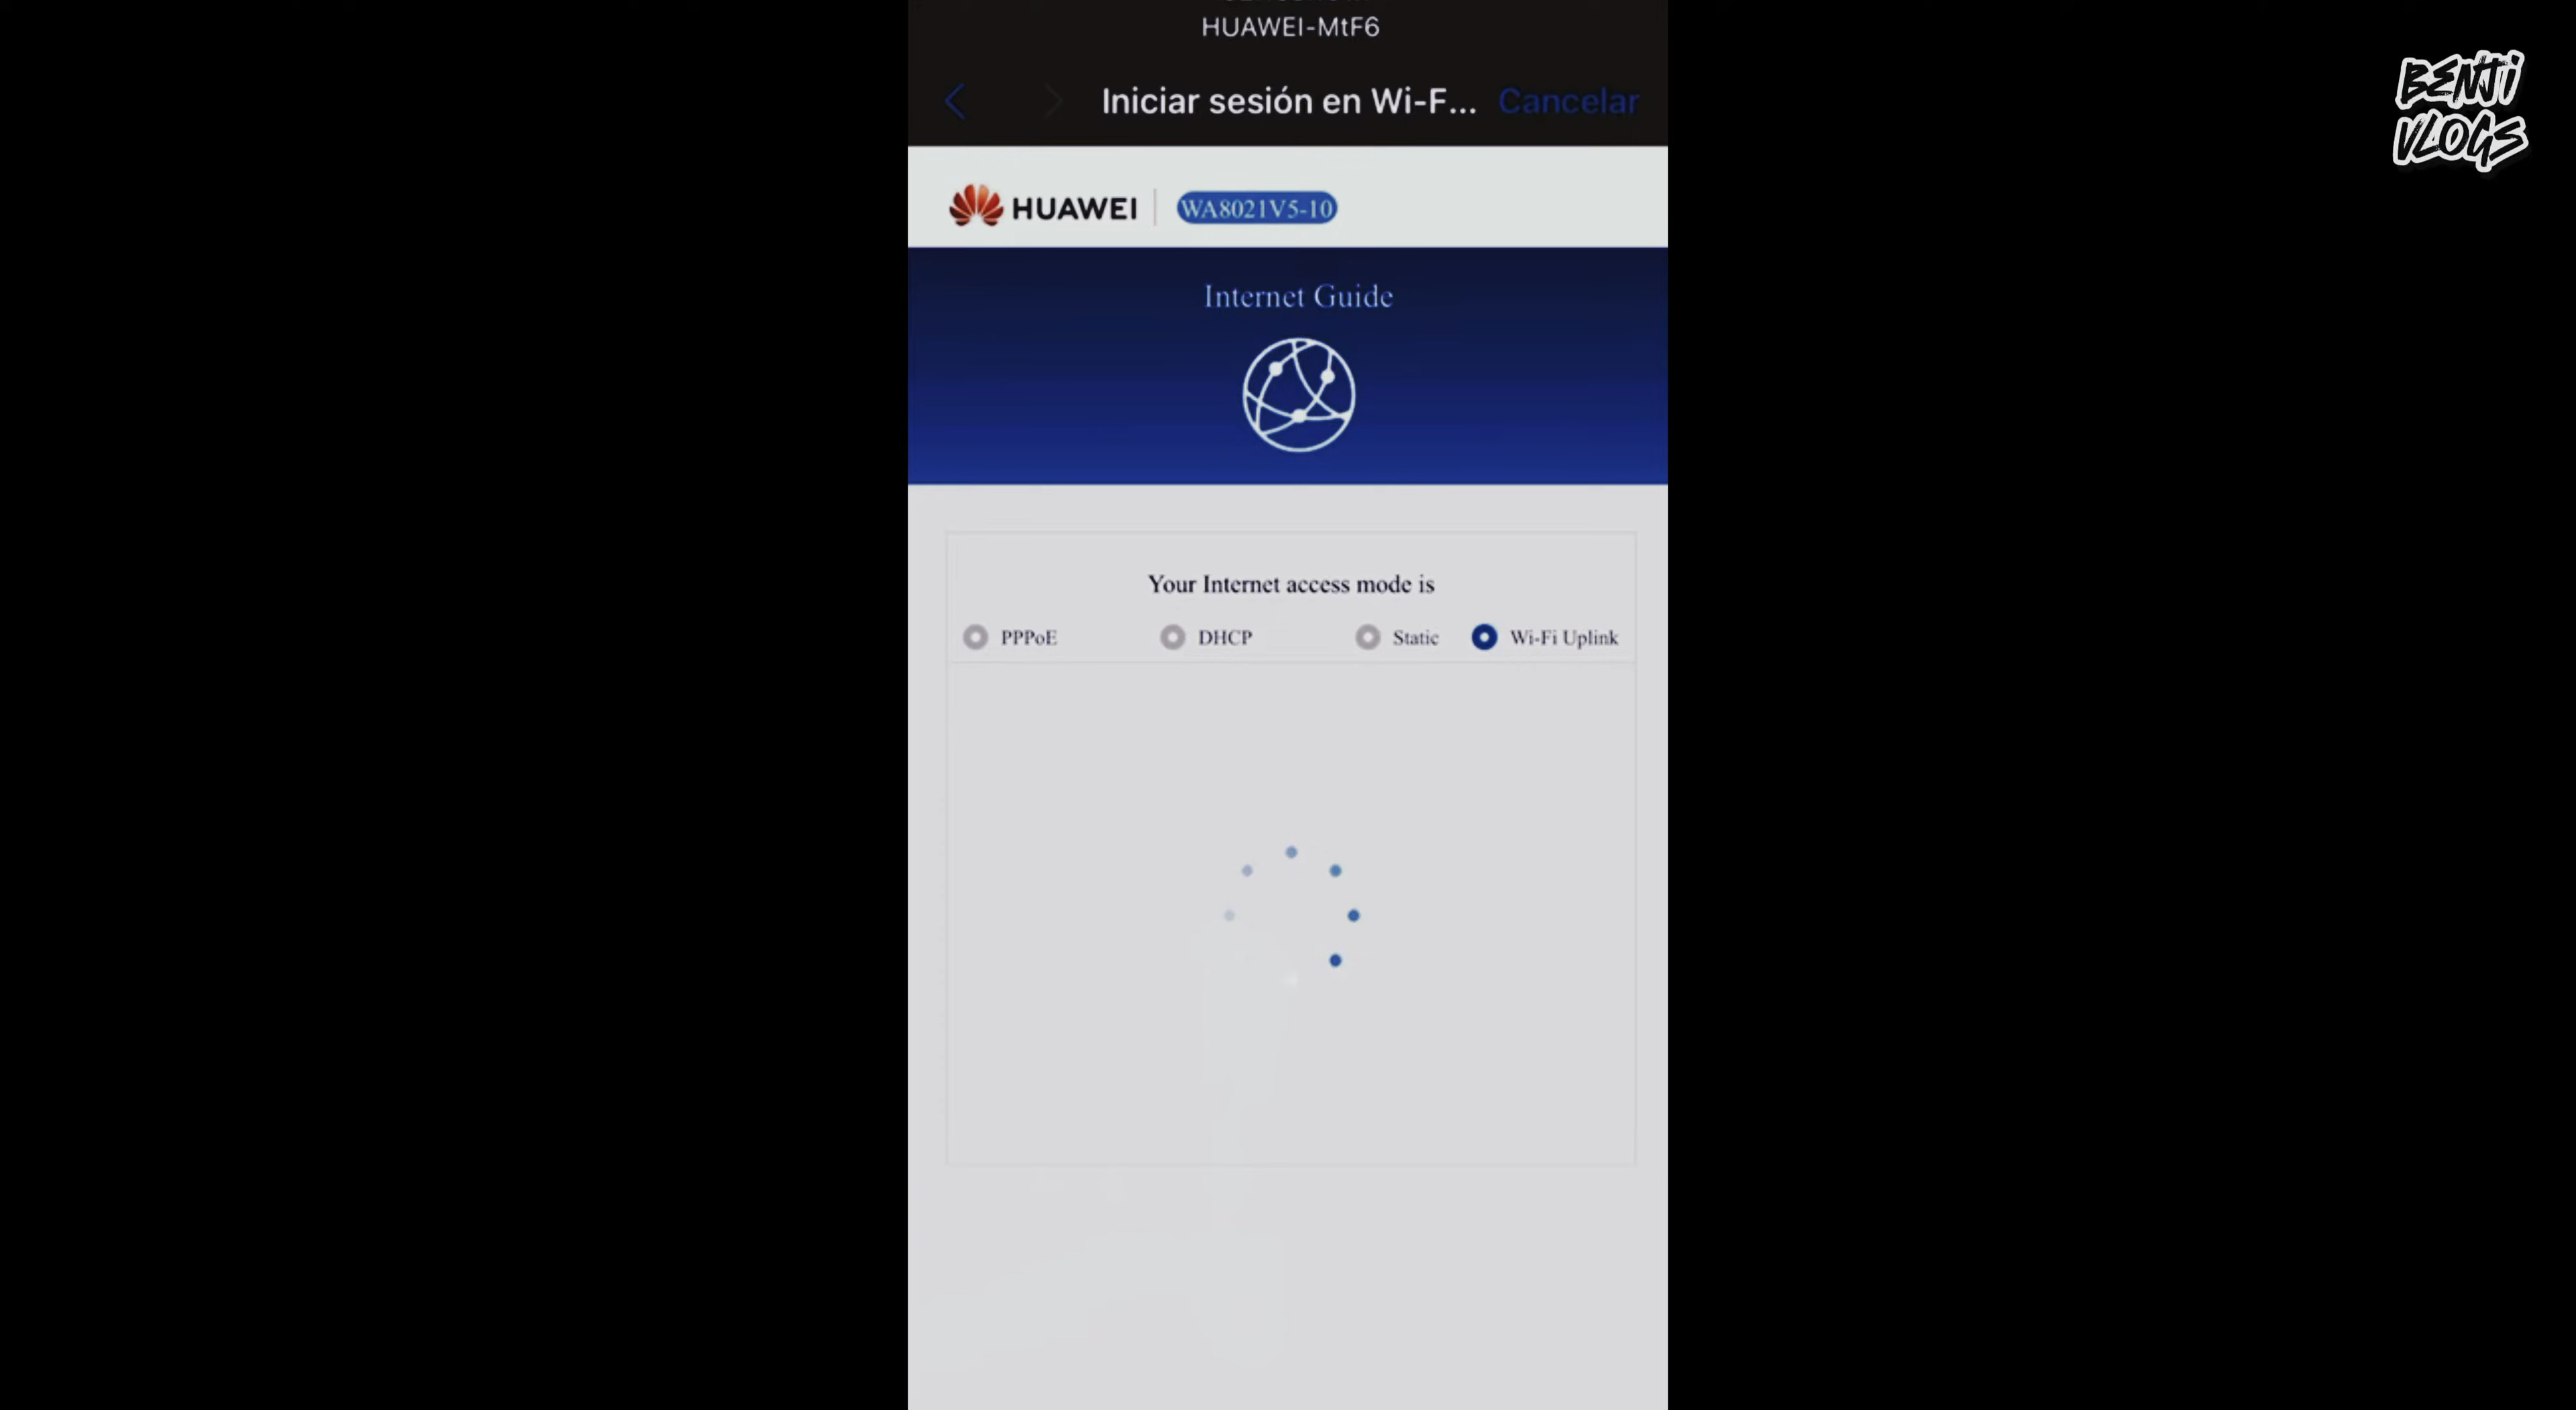 HUAWEI-MtF6
Iniciar sesión en Wi-F... Cancelar
BENJI
VLOGS
HUAWEI WA8021V5-10
Internet Guide
Your Internet access mode is
PPPoE DHCP Static Wi-Fi Uplink